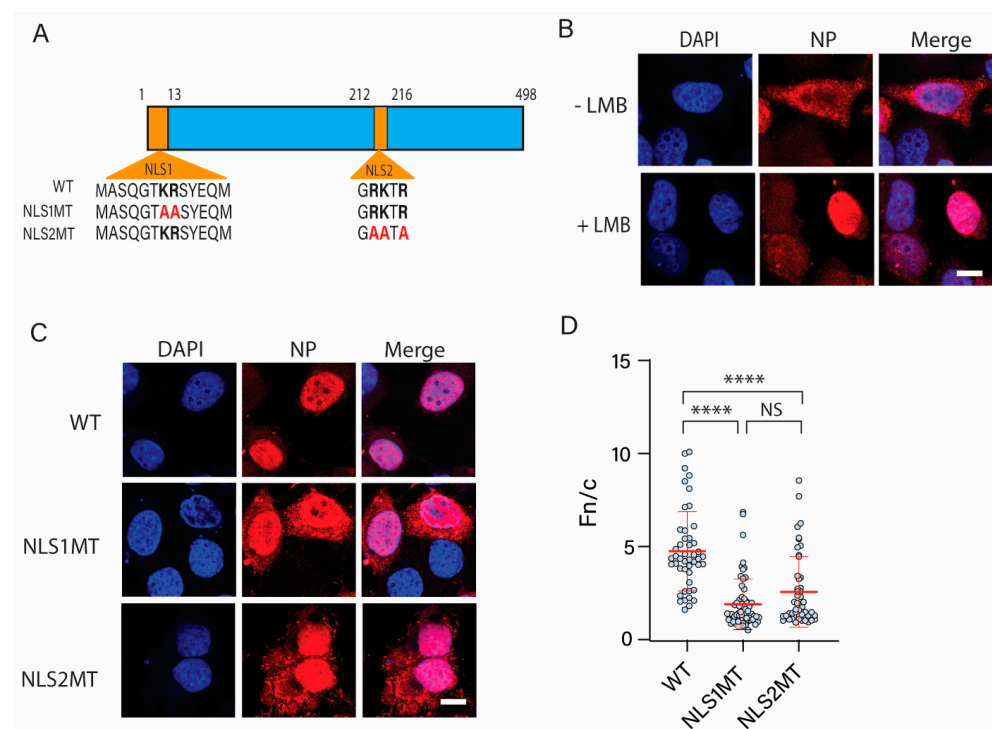 A
1 13 212 216 498
NLS1 NLS2
WT MASQGTKRSYEQM GRKTR
NLS1MT MASQGTAASYEQM GRKTR
NLS2MT MASQGTKRSYEQM GAATA
B
DAPI NP Merge
- LMB
+ LMB
C
DAPI NP Merge
WT
NLS1MT
NLS2MT
D
15
****
**** NS
10
Fn/c
5
0
WT NLS1MT NLS2MT